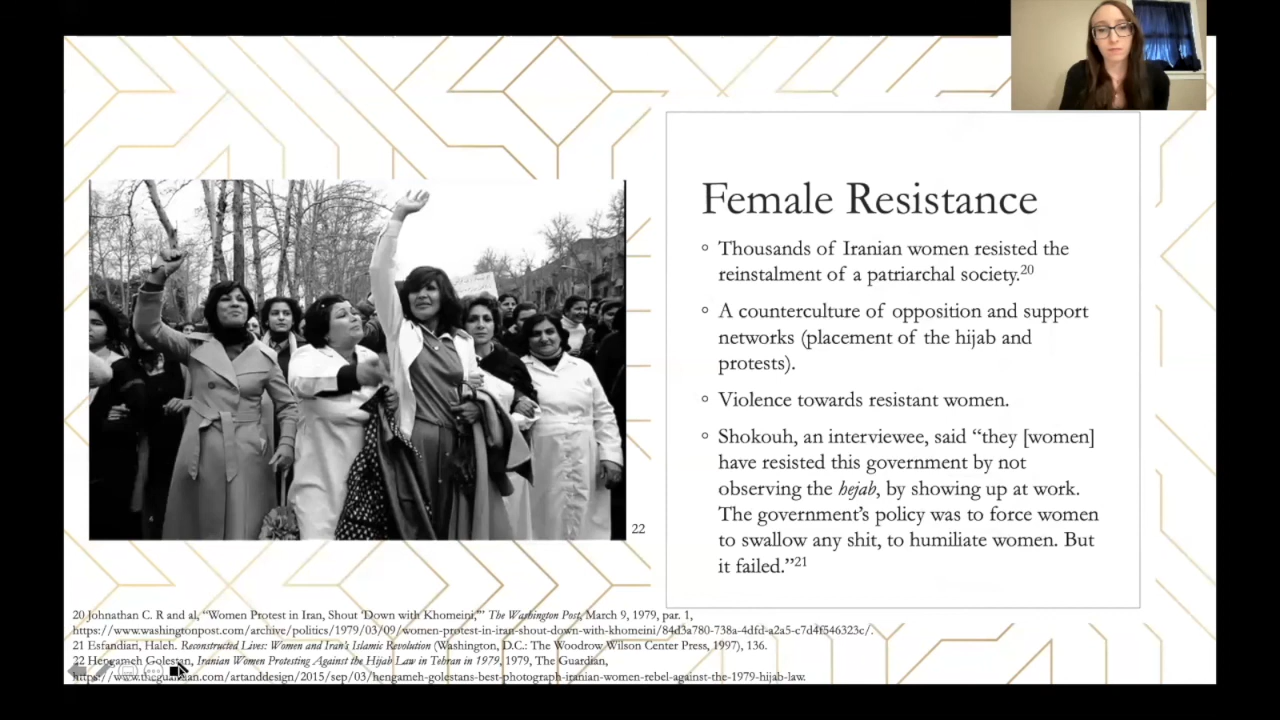 Female Resistance
◦ Thousands of Iranian women resisted the
reinstalment of a patriarchal society.20
◦ A counterculture of opposition and support
networks (placement of the hijab and
protests).
◦ Violence towards resistant women.
◦ Shokouh, an interviewee, said “they [women]
have resisted this government by not
observing the hejab, by showing up at work.
The government’s policy was to force women
to swallow any shit, to humiliate women. But
it failed.”21
22
20 Johnathan C. R and al, “Women Protest in Iran, Shout ‘Down with Khomeini,’” The Washington Post, March 9, 1979, par. 1,
https://www.washingtonpost.com/archive/politics/1979/03/09/women-protest-in-iran-shout-down-with-khomeini/84d3a780-738a-4dfd-a2a5-c7d4f546323c/.
21 Esfandiari, Haleh. Reconstructed Lives: Women and Iran’s Islamic Revolution (Washington, D.C.: The Woodrow Wilson Center Press, 1997), 136.
22 Hengameh Golestan, Iranian Women Protesting Against the Hijab Law in Tehran in 1979, 1979, The Guardian,
https://www.theguardian.com/artanddesign/2015/sep/03/hengameh-golestans-best-photograph-iranian-women-rebel-against-the-1979-hijab-law.